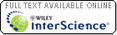 FULL TEXT AVAILABLE ONLINE
WILEY
InterScience®